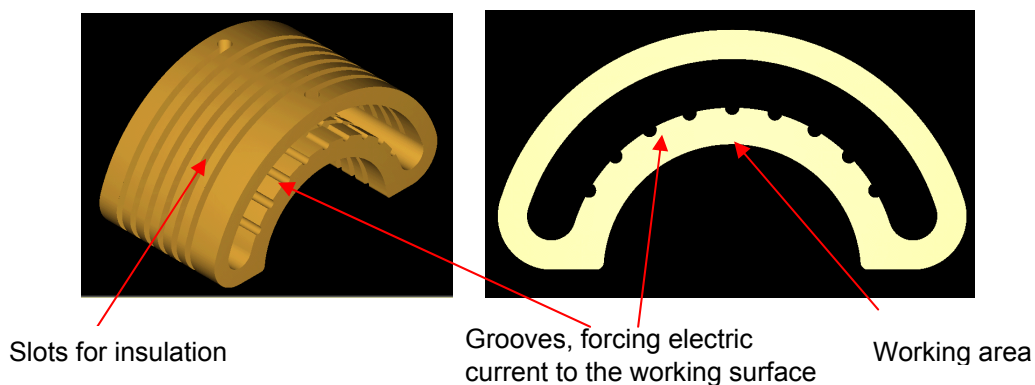 Slots for insulation
Grooves, forcing electric
current to the working surface
Working area